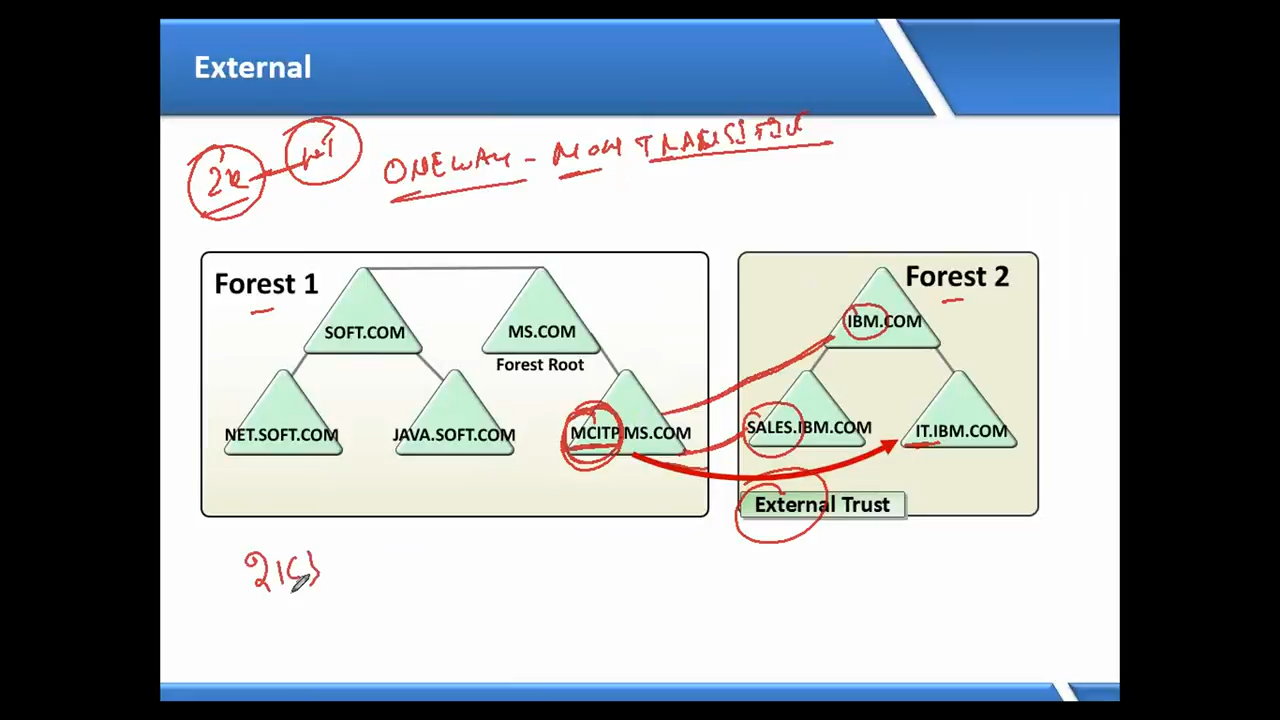 External
ONEWAY - NON TRANSITIVE
Forest 1
Forest 2
SOFT.COM
MS.COM
IBM.COM
Forest Root
NET.SOFT.COM
JAVA.SOFT.COM
MCITP.MS.COM
SALES.IBM.COM
IT.IBM.COM
External Trust